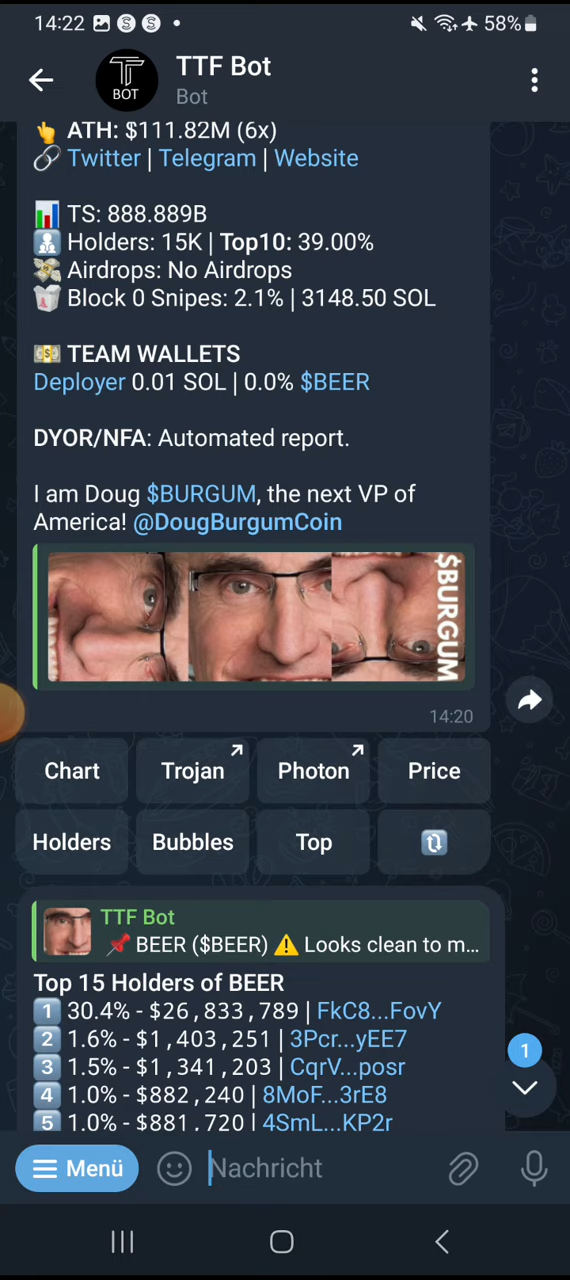 14:22
58%
TTF Bot
BOT
Bot
ATH: $111.82M (6x)
Twitter | Telegram | Website
TS: 888.889B
Holders: 15K | Top10: 39.00%
Airdrops: No Airdrops
Block 0 Snipes: 2.1% | 3148.50 SOL
TEAM WALLETS
Deployer 0.01 SOL | 0.0% $BEER
DYOR/NFA: Automated report.
I am Doug $BURGUM, the next VP of
America! @DougBurgumCoin
$BURGUM
14:20
Chart Trojan Photon Price
Holders Bubbles Top
TTF Bot
BEER ($BEER) ⚠️ Looks clean to m...
Top 15 Holders of BEER
1 30.4% - $26,833,789 | FkC8...FovY
2 1.6% - $1,403,251 | 3Pcr...yEE7
3 1.5% - $1,341,203 | CqrV...posr
4 1.0% - $882,240 | 8MoF...3rE8
5 1.0% - $881,720 | 4SmL...KP2r
1
Menü
Nachricht